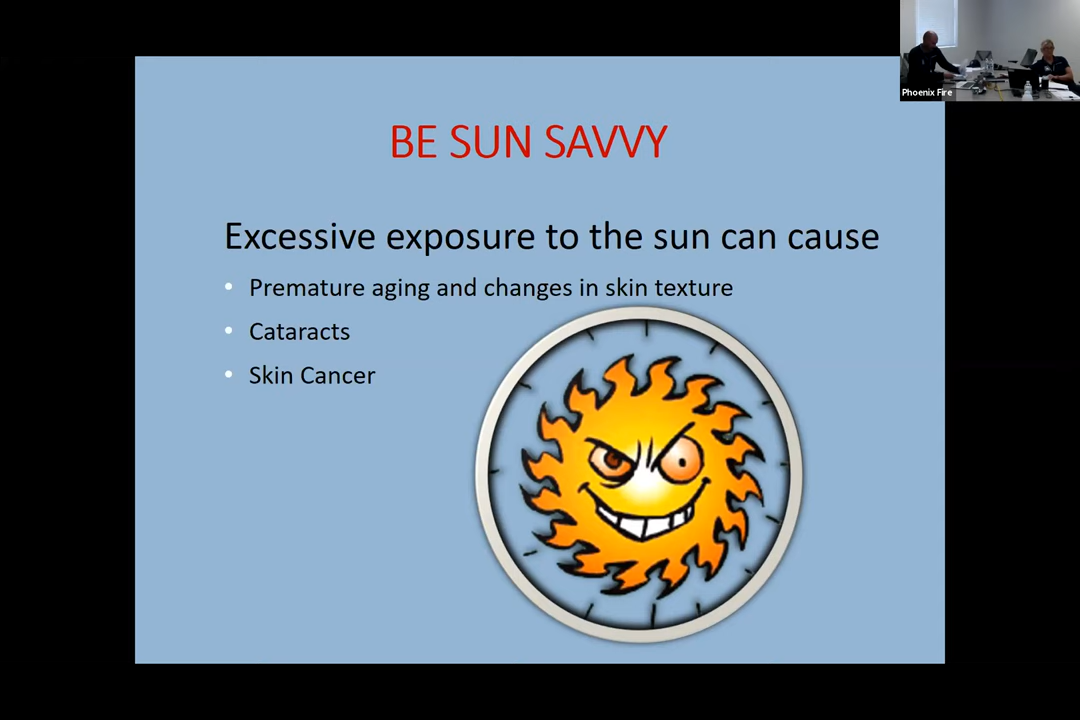 Phoenix Fire
BE SUN SAVVY
Excessive exposure to the sun can cause
• Premature aging and changes in skin texture
• Cataracts
• Skin Cancer